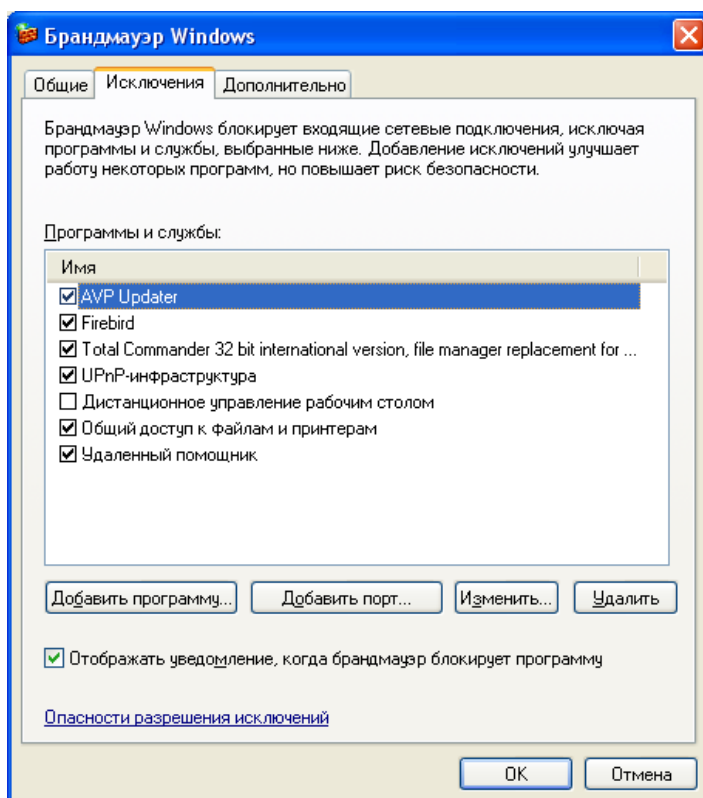 Брандмауэр Windows
Общие Исключения Дополнительно
Брандмауэр Windows блокирует входящие сетевые подключения, исключая
программы и службы, выбранные ниже. Добавление исключений улучшает
работу некоторых программ, но повышает риск безопасности.
Программы и службы:
Имя
AVP Updater
Firebird
Total Commander 32 bit international version, file manager replacement for ...
UPnP-инфраструктура
Дистанционное управление рабочим столом
Общий доступ к файлам и принтерам
Удаленный помощник
Добавить программу... Добавить порт... Изменить... Удалить
Отображать уведомление, когда брандмауэр блокирует программу
Опасности разрешения исключений
ОК Отмена